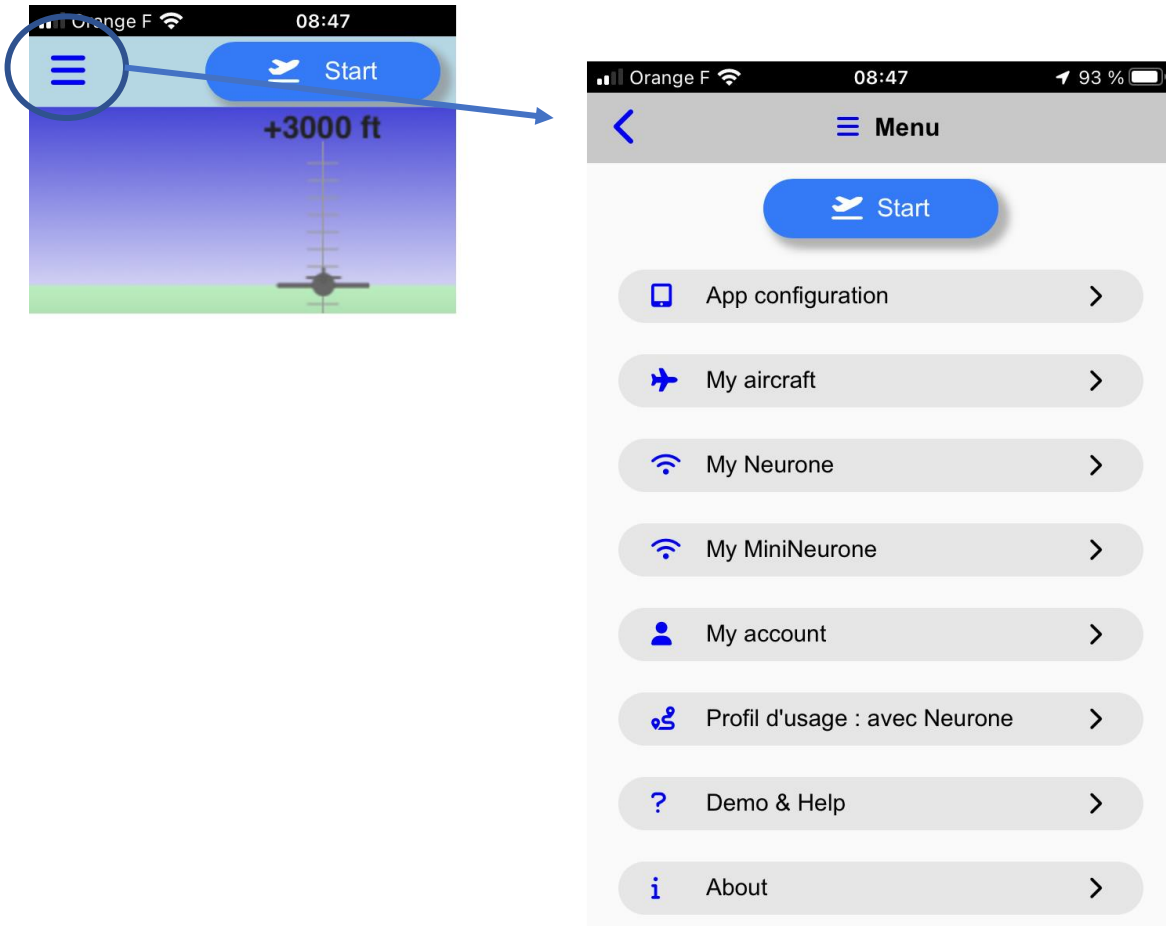 Orange F 08:47
Start
+3000 ft
Orange F 08:47 93 %
Menu
Start
App configuration
My aircraft
My Neurone
My MiniNeurone
My account
Profil d'usage : avec Neurone
Demo & Help
About